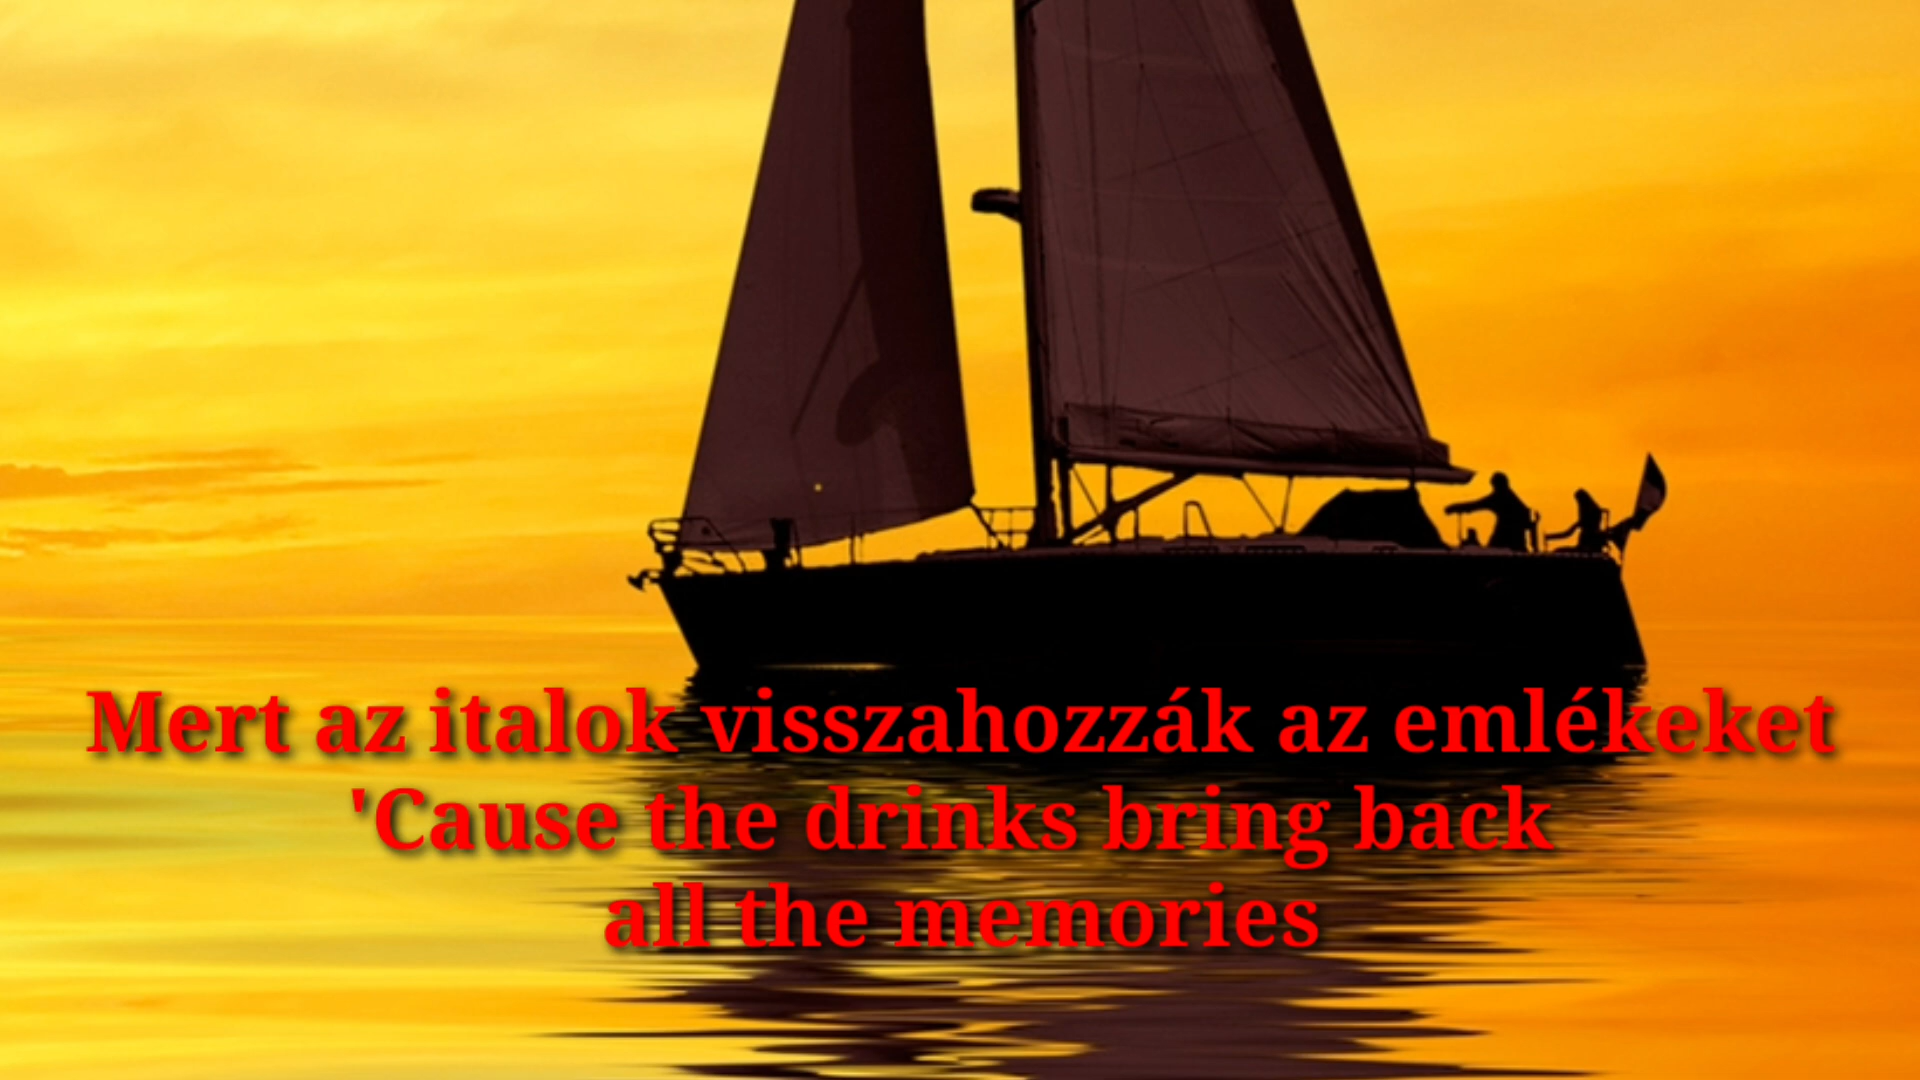 Mert az italok visszahozzák az emlékeket
'Cause the drinks bring back
all the memories